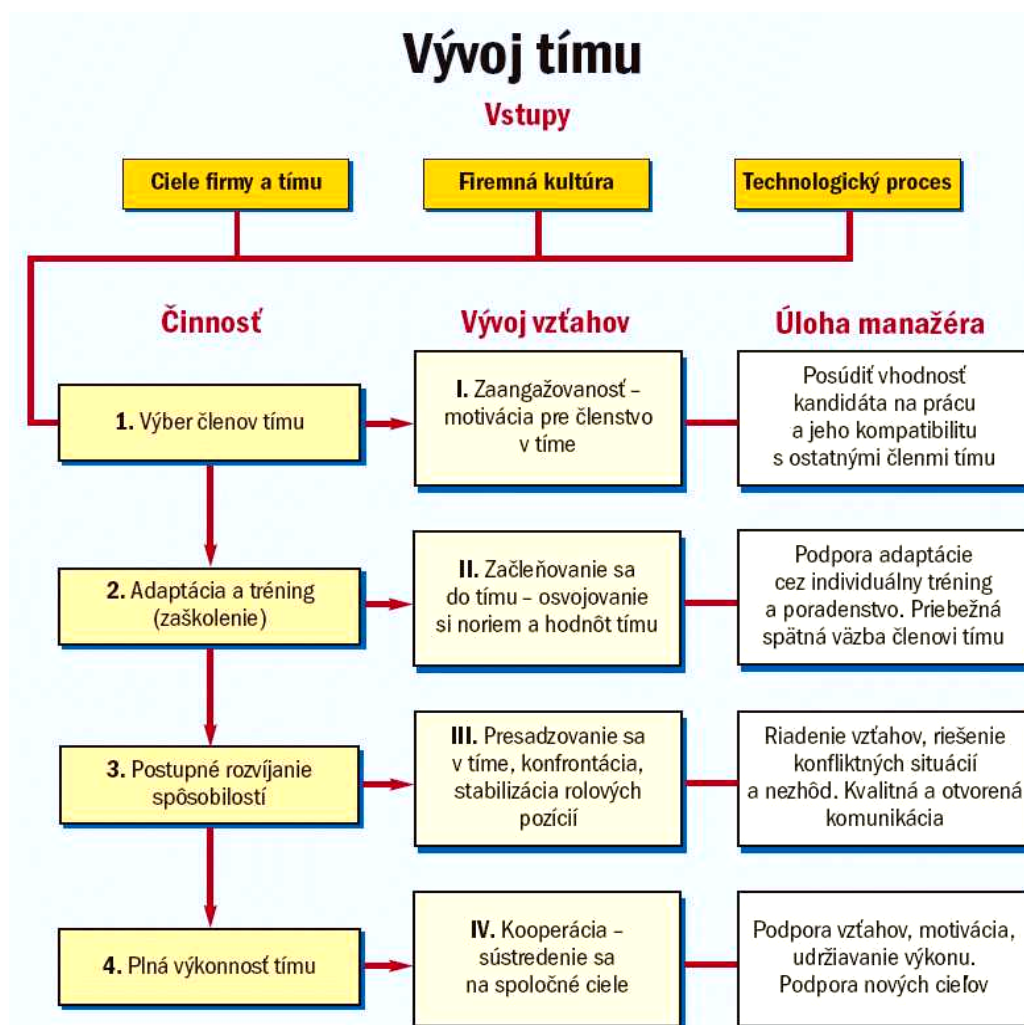 Vývoj tímu
Vstupy
Ciele firmy a tímu
Firemná kultúra
Technologický proces
Činnosť
Vývoj vzťahov
Úloha manažéra
1. Výber členov tímu
I. Zaangažovanosť –
motivácia pre členstvo
v tíme
Posúdiť vhodnosť
kandidáta na prácu
a jeho kompatibilitu
s ostatnými členmi tímu
2. Adaptácia a tréning
(zaškolenie)
II. Začleňovanie sa
do tímu – osvojovanie
si noriem a hodnôt tímu
Podpora adaptácie
cez individuálny tréning
a poradenstvo. Priebežná
spätná väzba členovi tímu
3. Postupné rozvíjanie
spôsobilostí
III. Presadzovanie sa
v tíme, konfrontácia,
stabilizácia rolových
pozícií
Riadenie vzťahov, riešenie
konfliktných situácií
a nezhôd. Kvalitná a otvorená
komunikácia
4. Plná výkonnosť tímu
IV. Kooperácia –
sústredenie sa
na spoločné ciele
Podpora vzťahov, motivácia,
udržiavanie výkonu.
Podpora nových cieľov